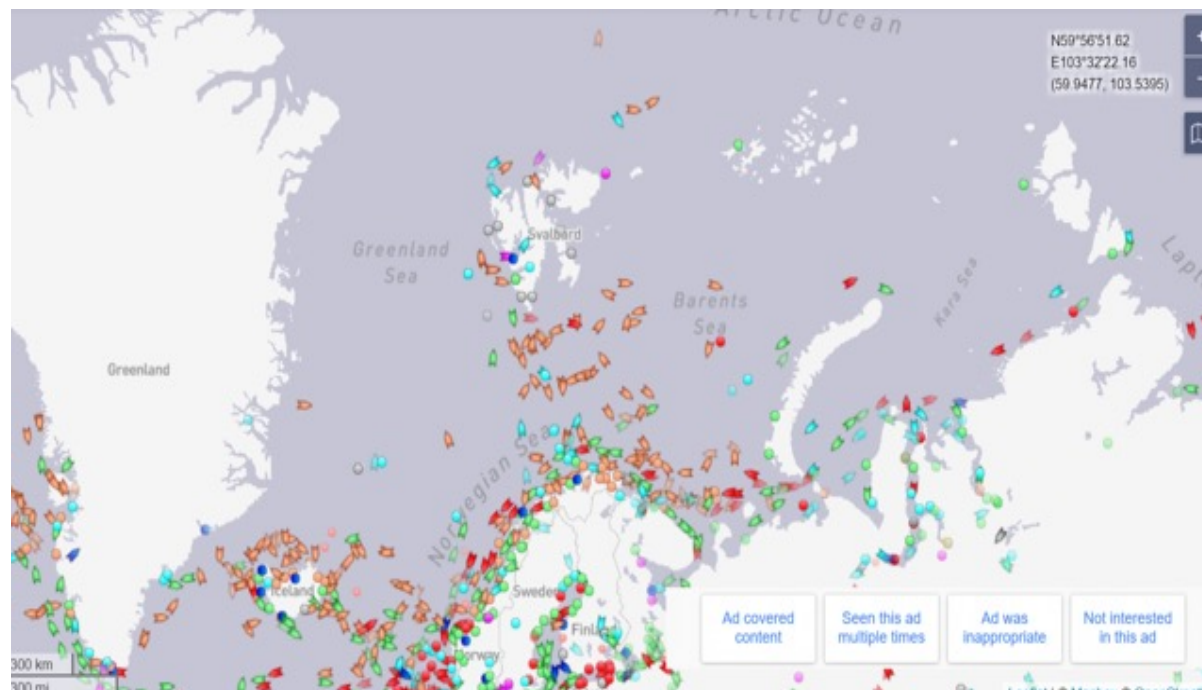 Arctic Ocean
N59°56'51.62
E103°32'22.16
(59.9477, 103.5395)
Svalbard
Greenland
Sea
Barents
Sea
Kara Sea
Greenland
Norwegian Sea
Iceland
Sweden
Finland
Norway
Ad covered
content
Seen this ad
multiple times
Ad was
inappropriate
Not interested
in this ad
300 km
300 mi